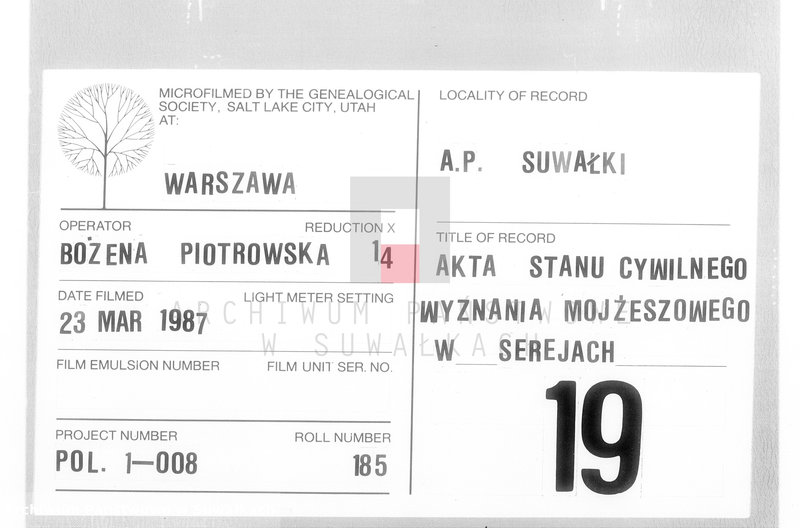 MICROFILMED BY THE GENEALOGICAL
SOCIETY, SALT LAKE CITY, UTAH
AT:
WARSZAWA
OPERATOR REDUCTION X
BOŻENA PIOTROWSKA 14
DATE FILMED LIGHT METER SETTING
23 MAR 1987
FILM EMULSION NUMBER FILM UNIT SER. NO.
PROJECT NUMBER ROLL NUMBER
POL. 1—008 185
LOCALITY OF RECORD
A.P. SUWAŁKI
TITLE OF RECORD
AKTA STANU CYWILNEGO
WYZNANIA MOJŻESZOWEGO
W SEREJACH
19
ARCHIWUM PAŃSTWOWE
W SUWAŁKACH